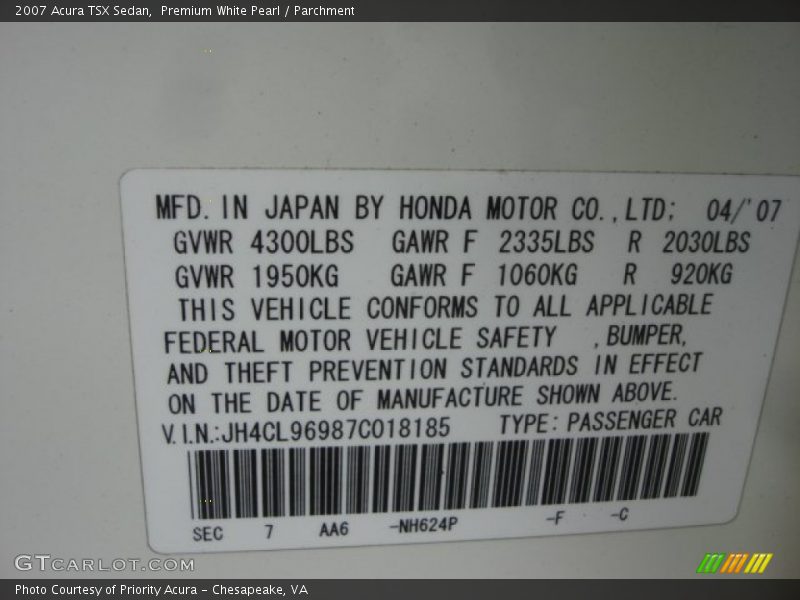 2007 Acura TSX Sedan, Premium White Pearl / Parchment
MFD. IN JAPAN BY HONDA MOTOR CO.,LTD; 04/'07
GVWR 4300LBS GAWR F 2335LBS R 2030LBS
GVWR 1950KG GAWR F 1060KG R 920KG
THIS VEHICLE CONFORMS TO ALL APPLICABLE
FEDERAL MOTOR VEHICLE SAFETY ,BUMPER,
AND THEFT PREVENTION STANDARDS IN EFFECT
ON THE DATE OF MANUFACTURE SHOWN ABOVE.
V.I.N.:JH4CL96987C018185 TYPE: PASSENGER CAR
SEC 7 AA6 -NH624P -F -C
GTCARLOT.COM
Photo Courtesy of Priority Acura - Chesapeake, VA